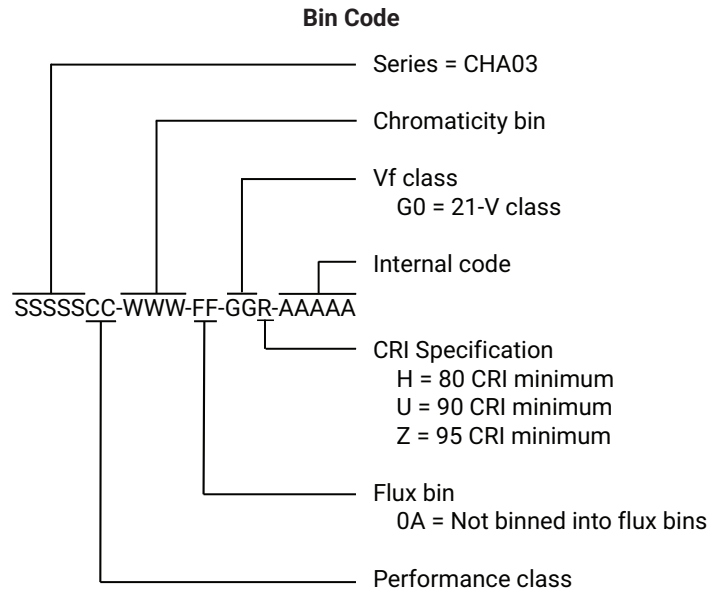 Bin Code
Series = CHA03
Chromaticity bin
Vf class
G0 = 21-V class
Internal code
SSSSSCC-WWW-FF-GGR-AAAAA
CRI Specification
H = 80 CRI minimum
U = 90 CRI minimum
Z = 95 CRI minimum
Flux bin
0A = Not binned into flux bins
Performance class